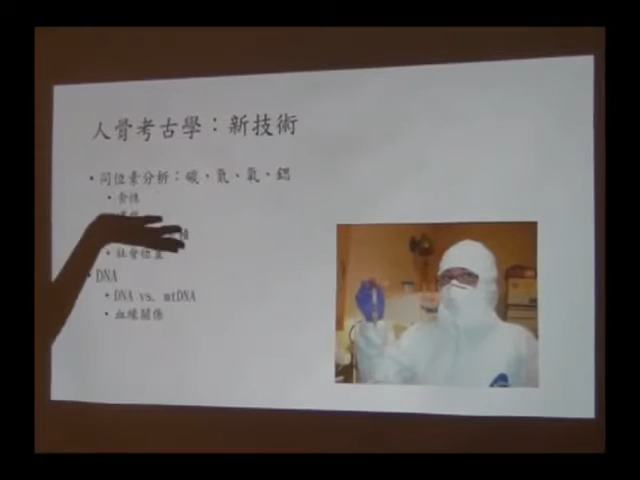 人骨考古學：新技術
•同位素分析：碳、氮、氧、鍶
•食性
•社會位置
•DNA
•DNA vs. mtDNA
•血緣關係